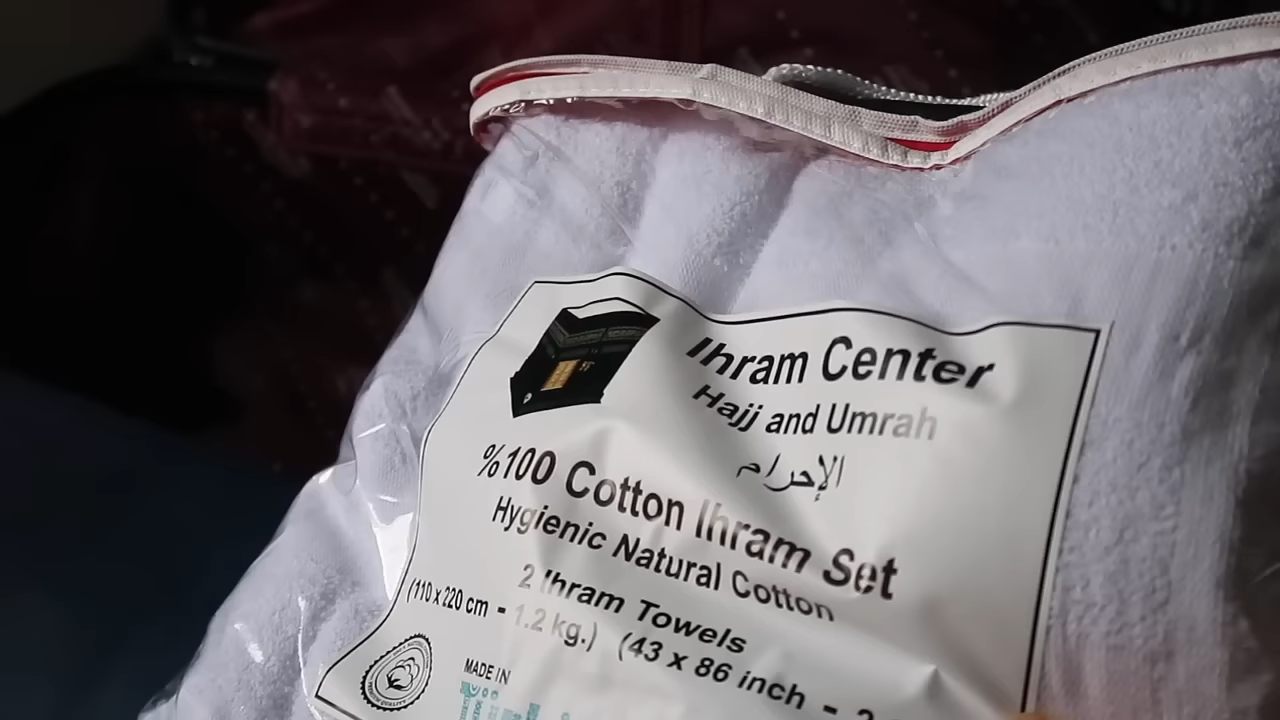 Ihram Center
Hajj and Umrah
الإحرام
%100 Cotton Ihram Set
Hygienic Natural Cotton
2 Ihram Towels
(110 x 220 cm - 1.2 kg.) (43 x 86 inch - 2
MADE IN